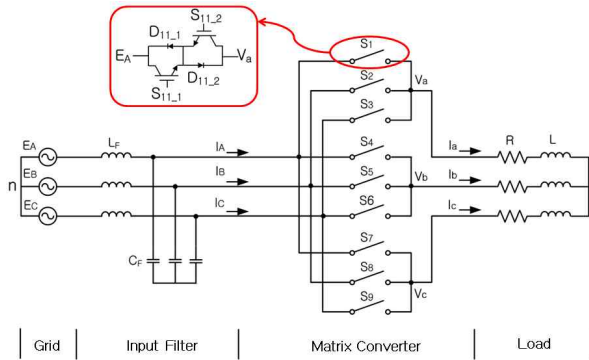 S11_2
D11_1
EA
Va
S11_1
D11_2
S1
S2
Va
S3
EA
LF
IA
S4
Ia
R
L
n
EB
IB
S5
Vb
Ib
EC
IC
S6
Ic
S7
CF
S8
Vc
S9
Grid
Input Filter
Matrix Converter
Load